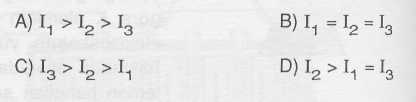 A) I₁ > I₂ > I₃ B) I₁ = I₂ = I₃
C) I₃ > I₂ > I₁ D) I₂ > I₁ = I₃